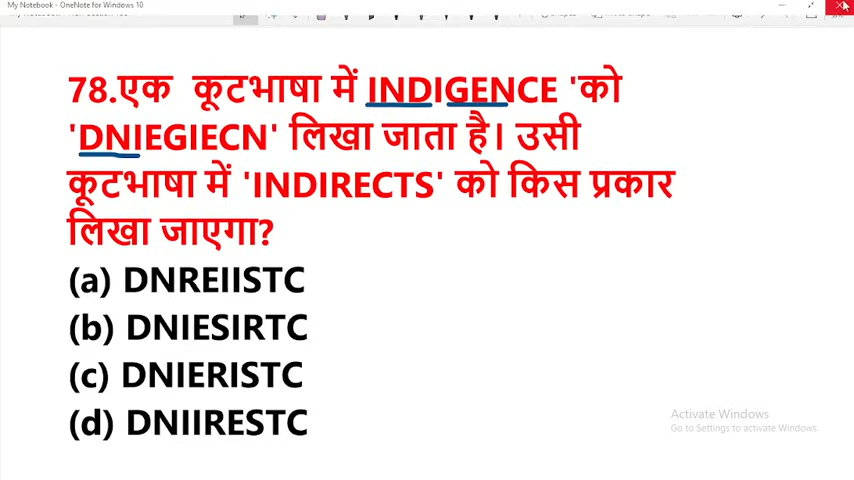 My Notebook - OneNote for Windows 10
78.एक कूटभाषा में INDIGENCE 'को
'DNIEGIECN' लिखा जाता है। उसी
कूटभाषा में 'INDIRECTS' को किस प्रकार
लिखा जाएगा?
(a) DNREIISTC
(b) DNIESIRTC
(c) DNIERISTC
(d) DNIIRESTC
Activate Windows
Go to Settings to activate Windows.